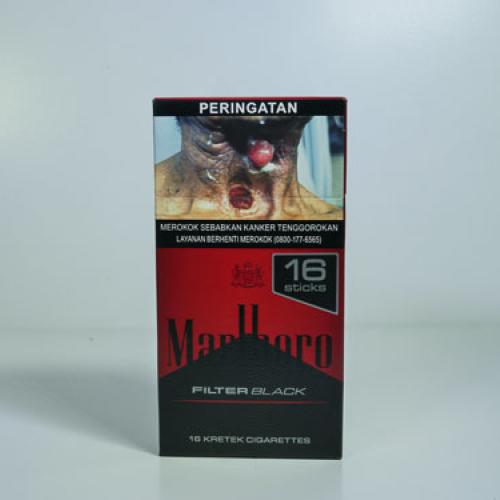 PERINGATAN
MEROKOK SEBABKAN KANKER TENGGOROKAN
LAYANAN BERHENTI MEROKOK (0800-177-6565)
16
sticks
Marlboro
FILTER BLACK
16 KRETEK CIGARETTES